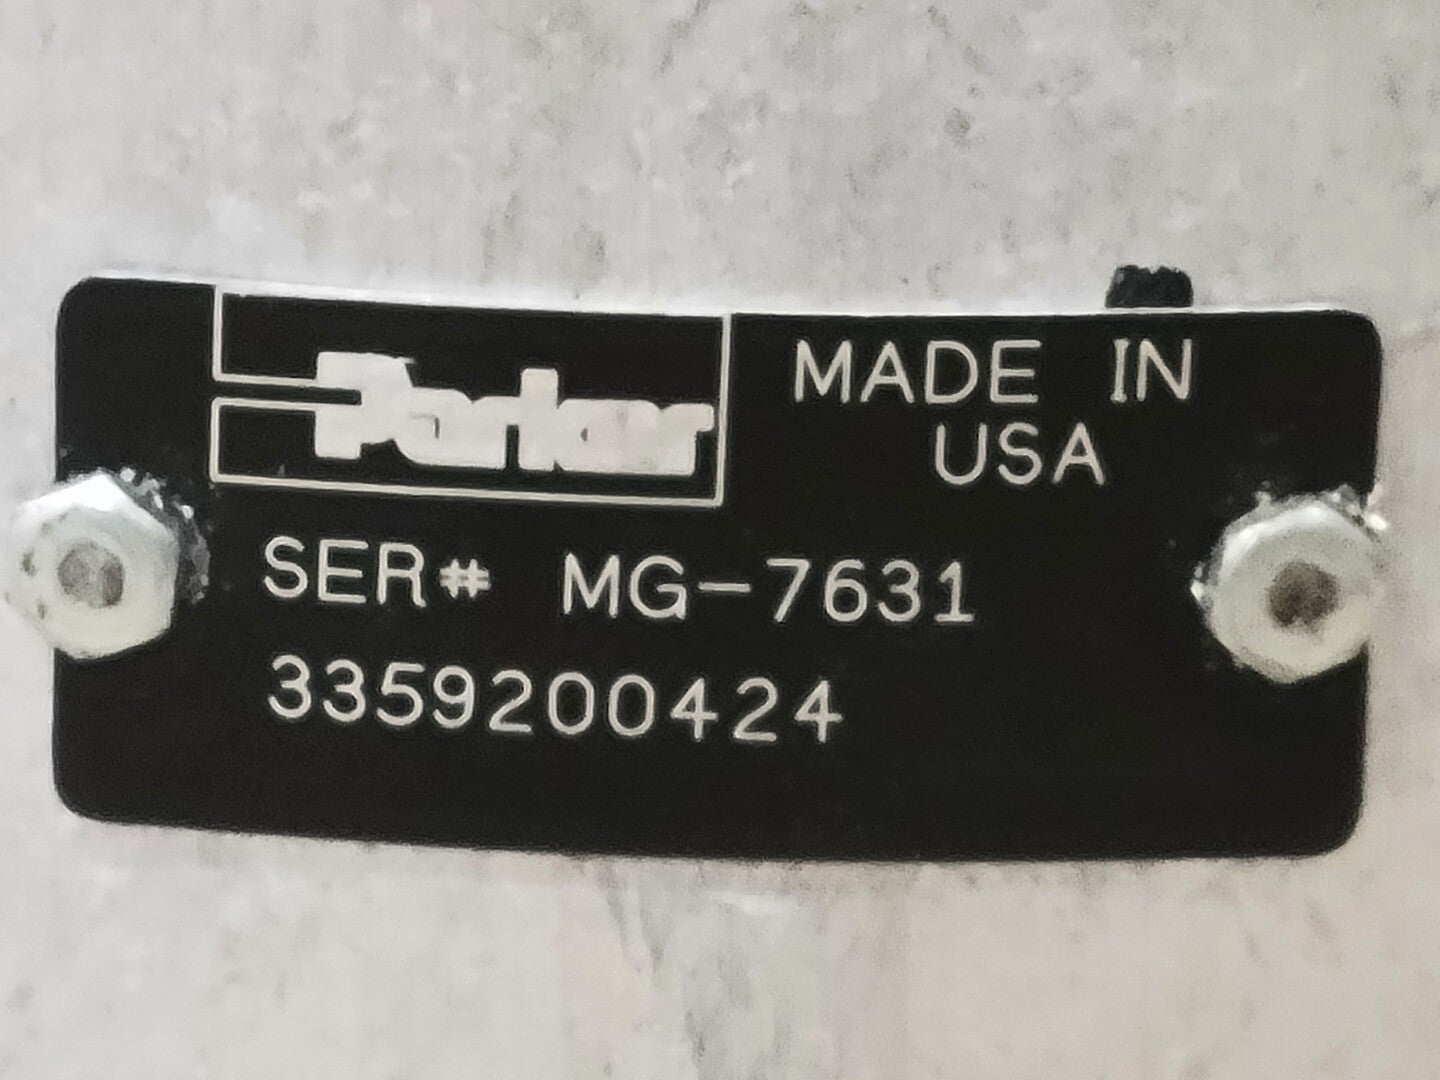 Parker
MADE IN
USA
SER# MG-7631
3359200424